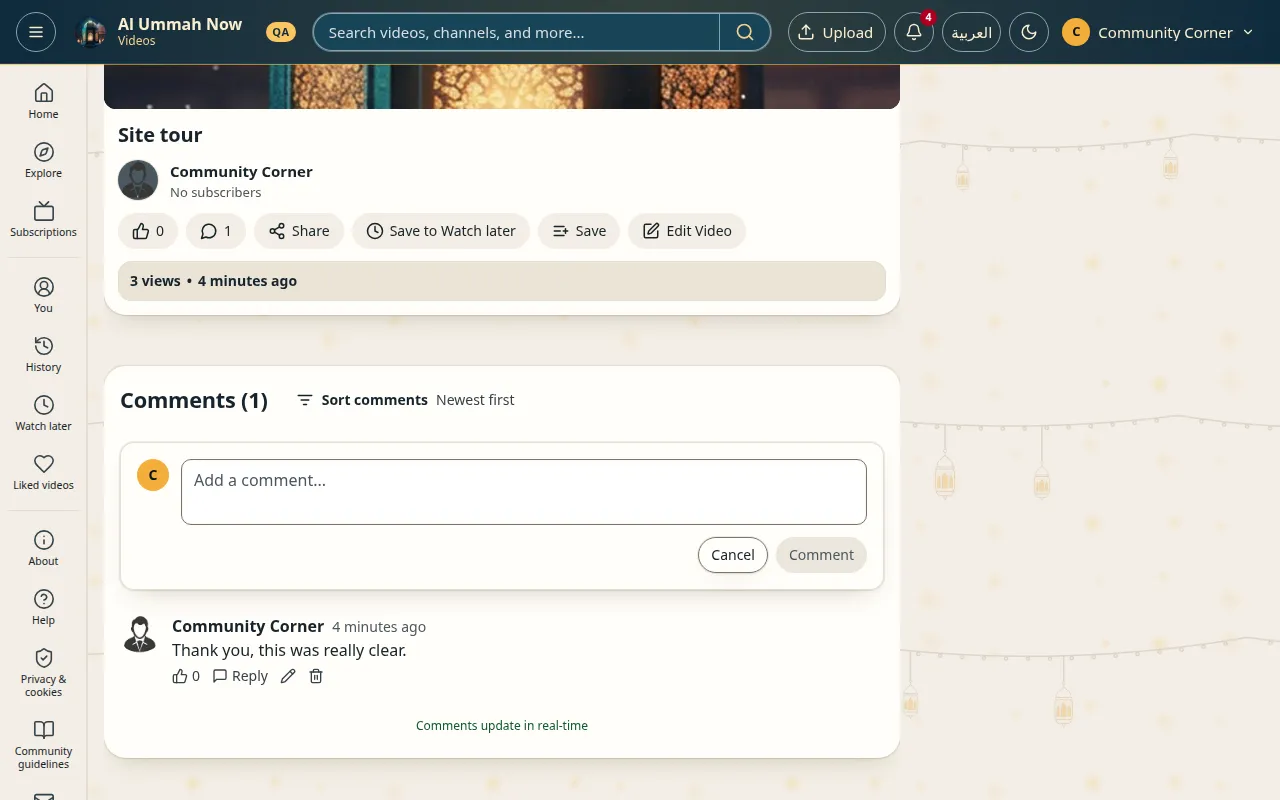 Al Ummah Now
Videos
QA
Search videos, channels, and more...
Upload
4
العربية
C
Community Corner
Home
Explore
Subscriptions
You
History
Watch later
Liked videos
About
Help
Privacy &
cookies
Community
guidelines
Site tour
Community Corner
No subscribers
0
1
Share
Save to Watch later
Save
Edit Video
3 views • 4 minutes ago
Comments (1)
Sort comments Newest first
C
Add a comment...
Cancel
Comment
Community Corner 4 minutes ago
Thank you, this was really clear.
0
Reply
Comments update in real-time